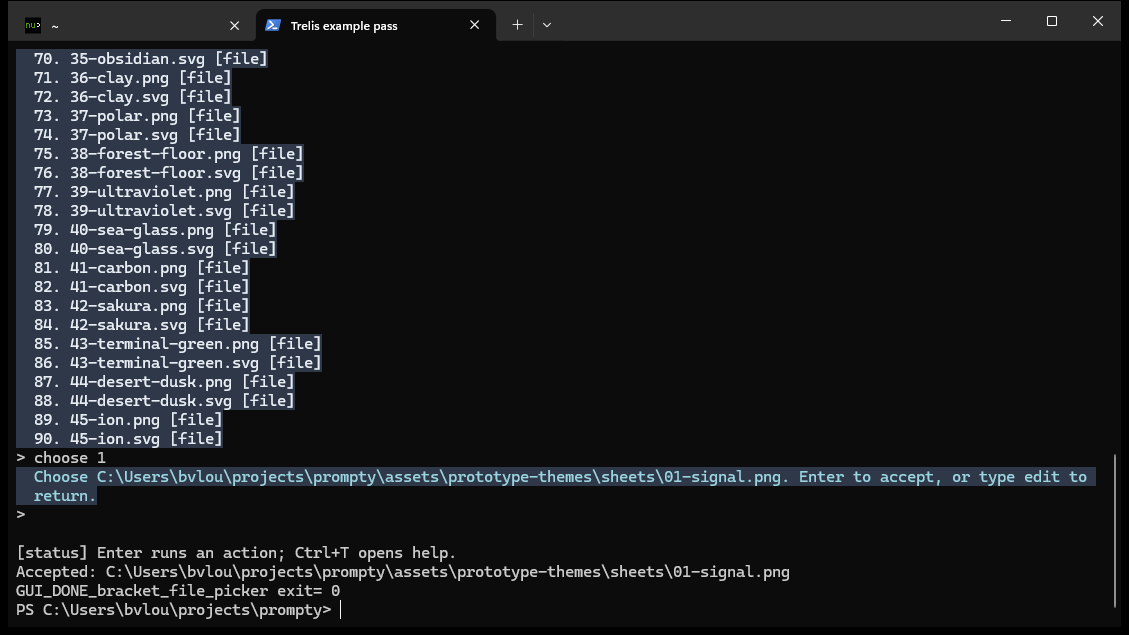 nu> ~
Trelis example pass
70. 35-obsidian.svg [file]
71. 36-clay.png [file]
72. 36-clay.svg [file]
73. 37-polar.png [file]
74. 37-polar.svg [file]
75. 38-forest-floor.png [file]
76. 38-forest-floor.svg [file]
77. 39-ultraviolet.png [file]
78. 39-ultraviolet.svg [file]
79. 40-sea-glass.png [file]
80. 40-sea-glass.svg [file]
81. 41-carbon.png [file]
82. 41-carbon.svg [file]
83. 42-sakura.png [file]
84. 42-sakura.svg [file]
85. 43-terminal-green.png [file]
86. 43-terminal-green.svg [file]
87. 44-desert-dusk.png [file]
88. 44-desert-dusk.svg [file]
89. 45-ion.png [file]
90. 45-ion.svg [file]
> choose 1
Choose C:\Users\bvlou\projects\prompty\assets\prototype-themes\sheets\01-signal.png. Enter to accept, or type edit to
return.
>
[status] Enter runs an action; Ctrl+T opens help.
Accepted: C:\Users\bvlou\projects\prompty\assets\prototype-themes\sheets\01-signal.png
GUI_DONE_bracket_file_picker exit= 0
PS C:\Users\bvlou\projects\prompty>